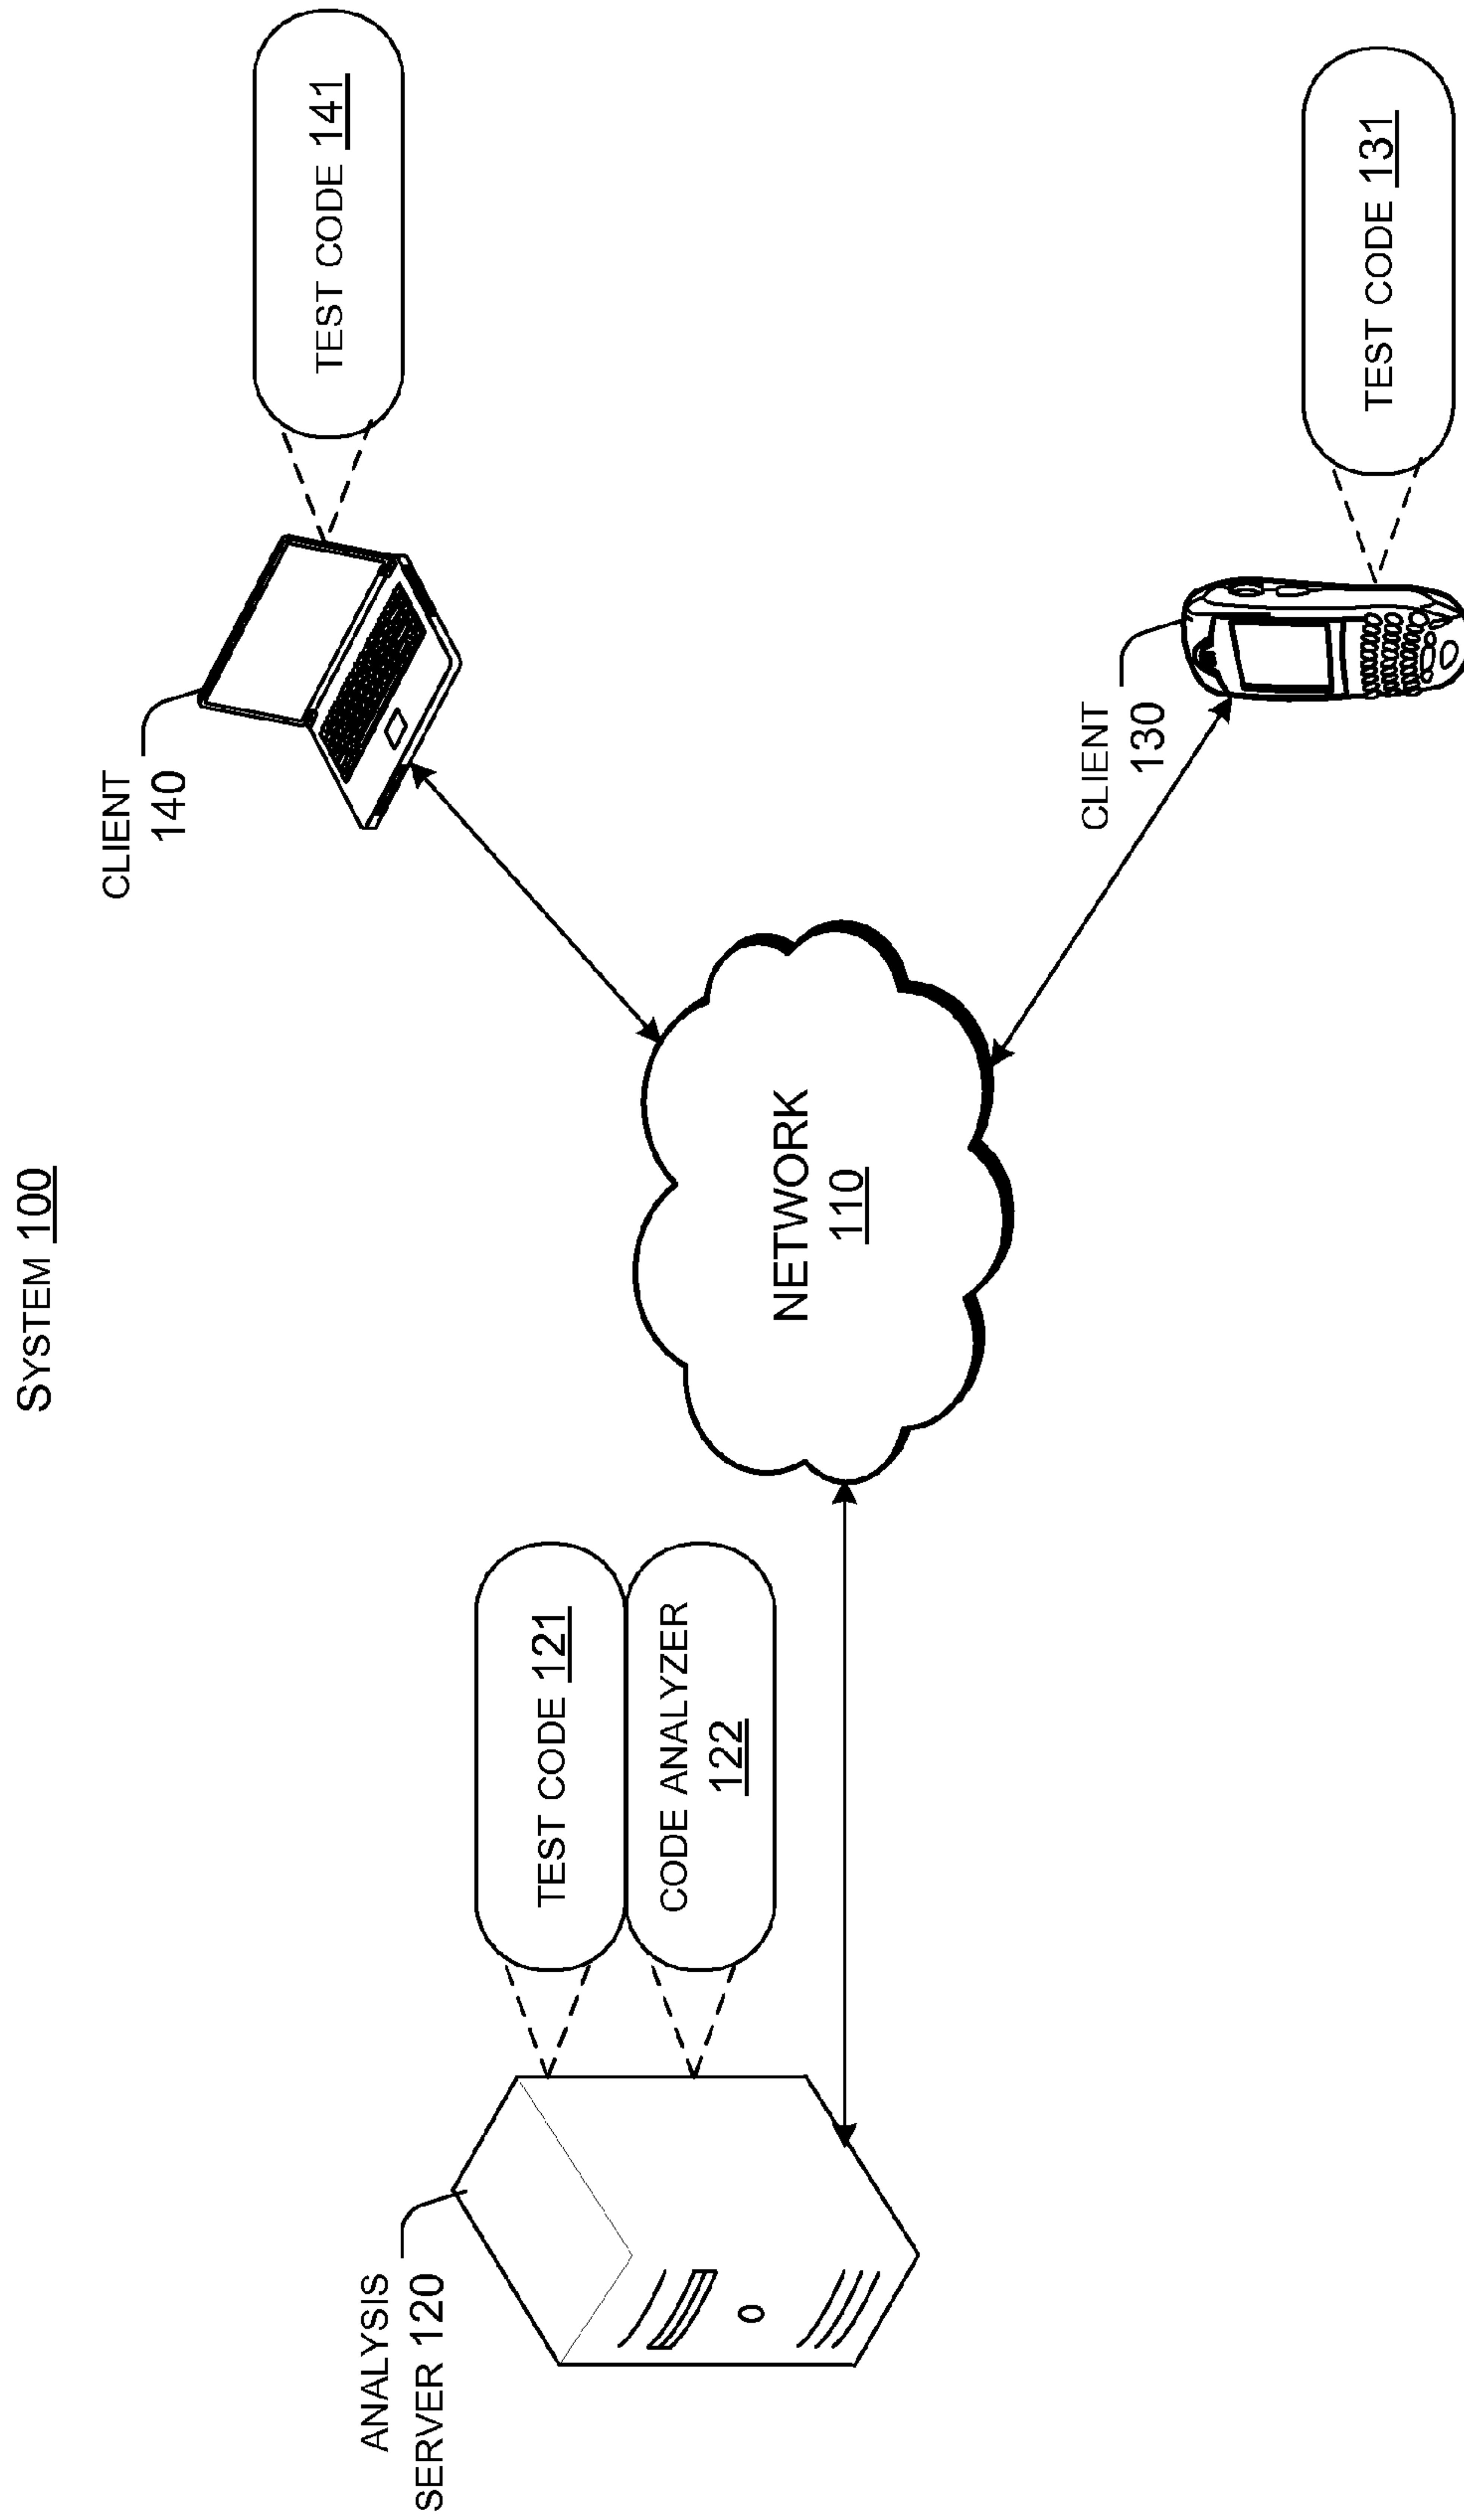 SYSTEM 100
CLIENT
140
TEST CODE 141
ANALYSIS
SERVER 120
TEST CODE 121
CODE ANALYZER
122
NETWORK
110
CLIENT
130
TEST CODE 131